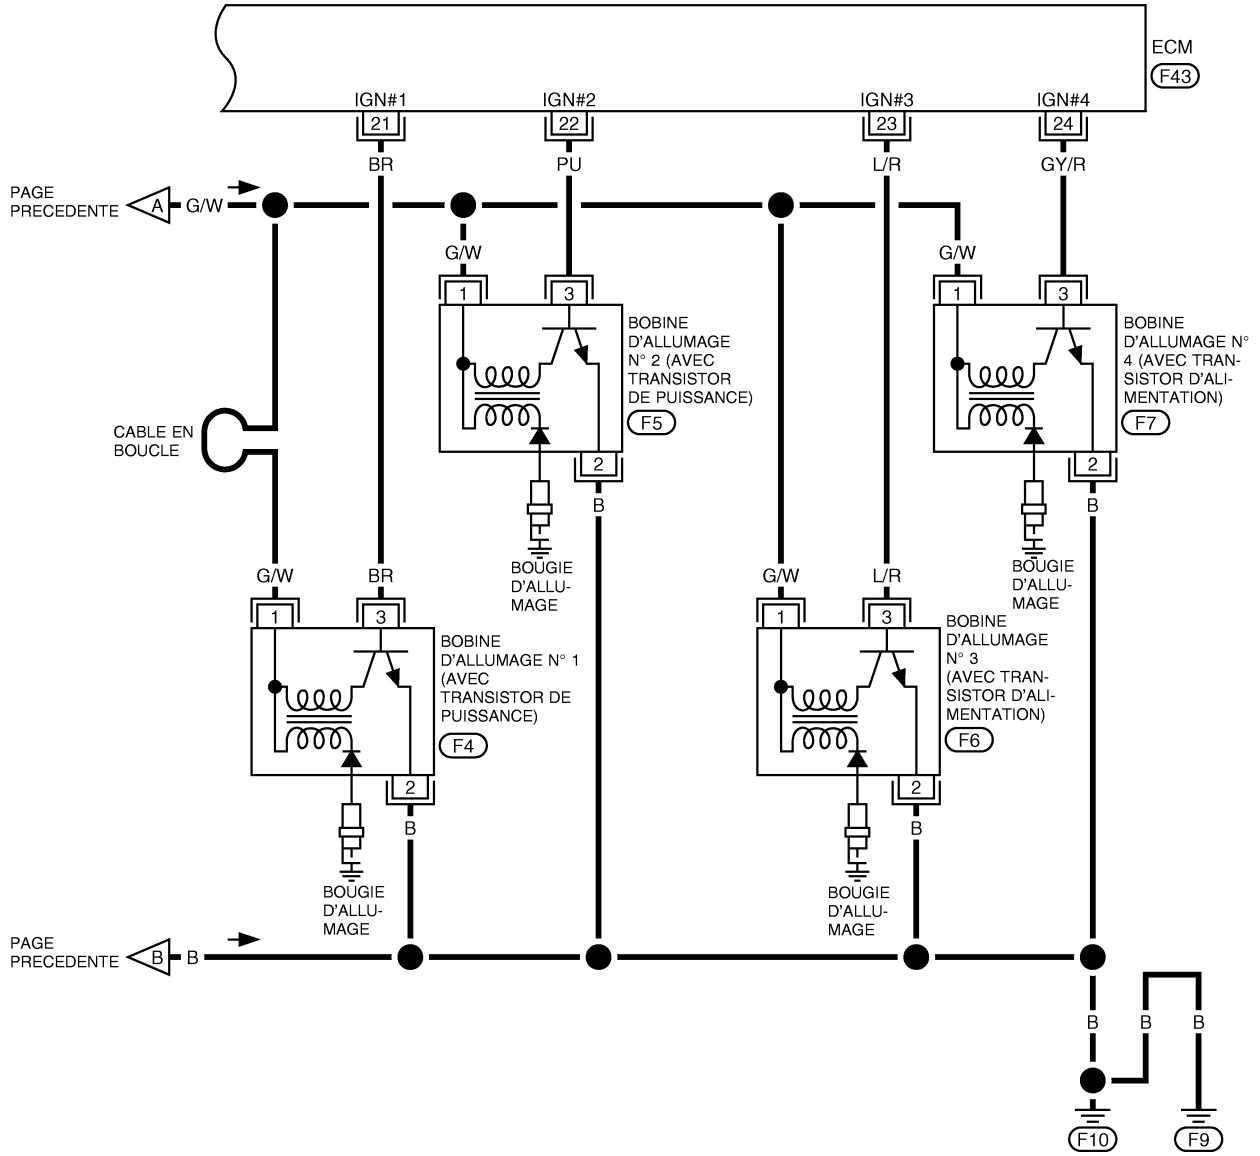 ECM
F43
IGN#1
IGN#2
IGN#3
IGN#4
21
22
23
24
BR
PU
L/R
GY/R
PAGE
PRECEDENTE
A
G/W
G/W
G/W
1
3
1
3
BOBINE
D'ALLUMAGE
N° 2 (AVEC
TRANSISTOR
DE PUISSANCE)
F5
BOBINE
D'ALLUMAGE N°
4 (AVEC TRAN-
SISTOR D'ALI-
MENTATION)
F7
CABLE EN
BOUCLE
2
2
B
B
BOUGIE
D'ALLU-
MAGE
BOUGIE
D'ALLU-
MAGE
G/W
BR
G/W
L/R
1
3
1
3
BOBINE
D'ALLUMAGE N° 1
(AVEC
TRANSISTOR DE
PUISSANCE)
F4
BOBINE
D'ALLUMAGE
N° 3
(AVEC TRAN-
SISTOR D'ALI-
MENTATION)
F6
2
2
B
B
BOUGIE
D'ALLU-
MAGE
BOUGIE
D'ALLU-
MAGE
PAGE
PRECEDENTE
B
B
B
B
B
F10
F9